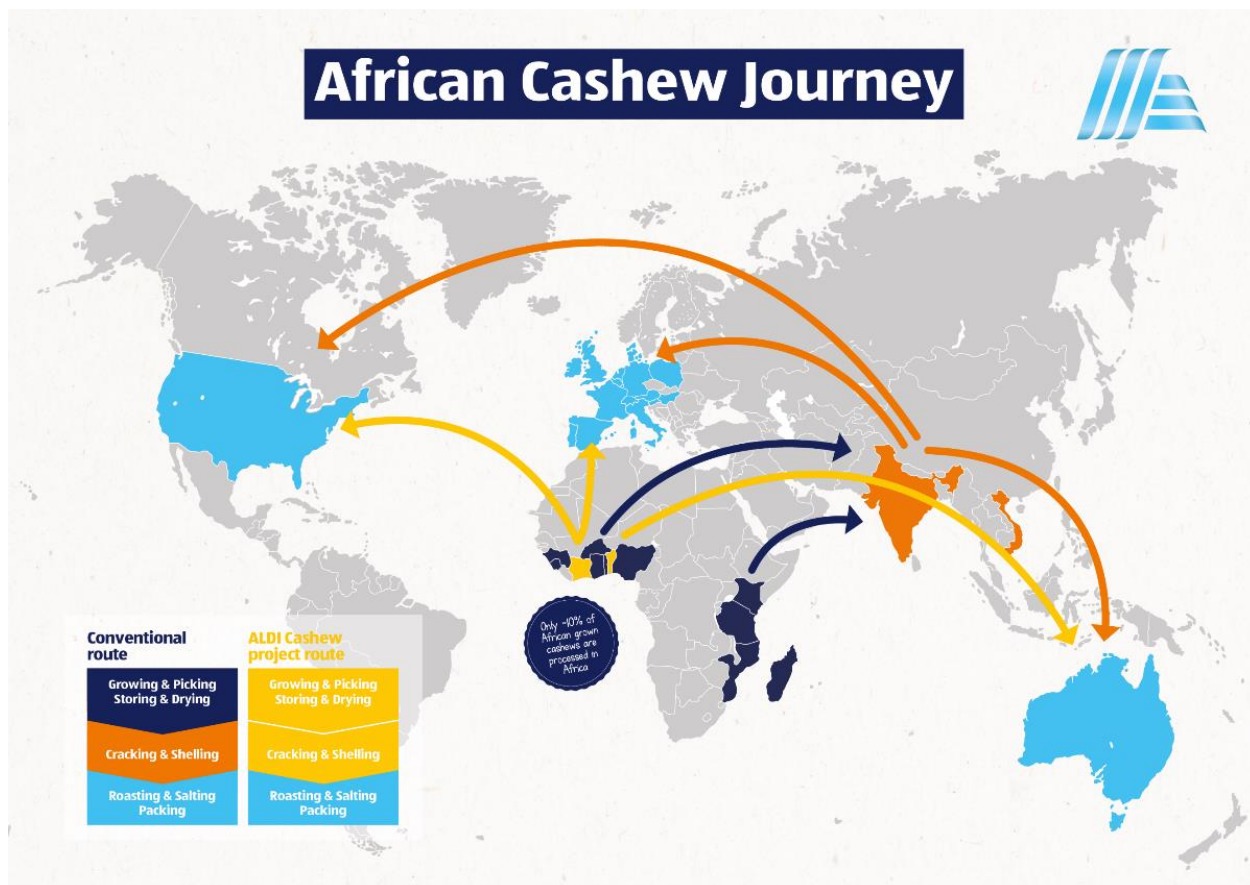 African Cashew Journey
Only ~10% of
African grown
cashews are
processed in
Africa
Conventional
route
Growing & Picking
Storing & Drying
Cracking & Shelling
Roasting & Salting
Packing
ALDI Cashew
project route
Growing & Picking
Storing & Drying
Cracking & Shelling
Roasting & Salting
Packing